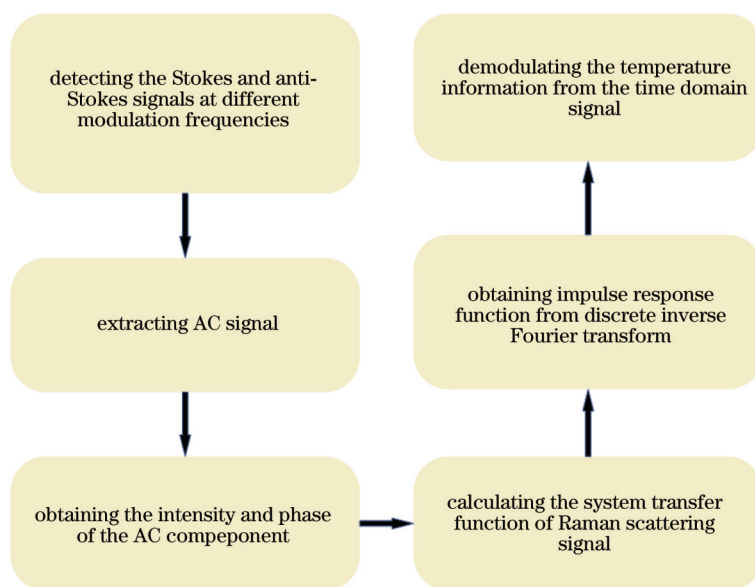 detecting the Stokes and anti-
Stokes signals at different
modulation frequencies
extracting AC signal
obtaining the intensity and phase
of the AC compeponent
calculating the system transfer
function of Raman scattering
signal
obtaining impulse response
function from discrete inverse
Fourier transform
demodulating the temperature
information from the time domain
signal